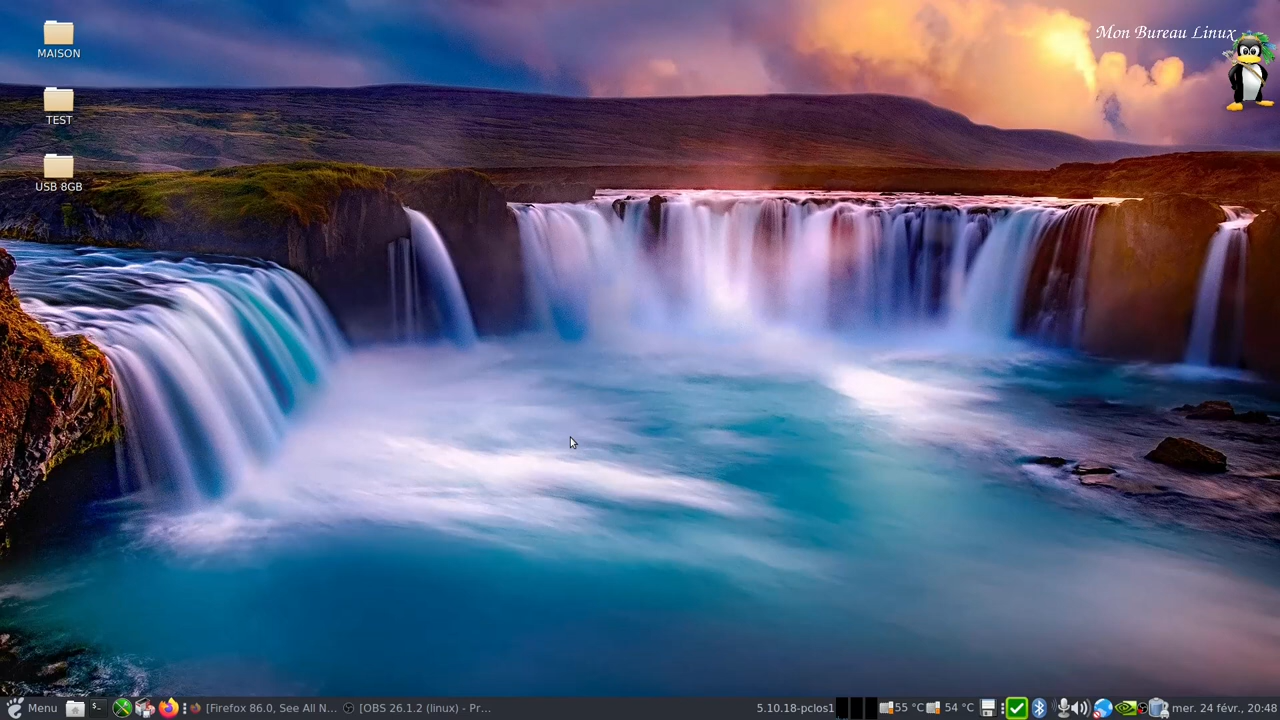 Mon Bureau Linux
MAISON
TEST
USB 8GB
Menu
[Firefox 86.0, See All N...
[OBS 26.1.2 (linux) - Pr...
5.10.18-pclos1
55 °C
54 °C
mer. 24 févr., 20:48